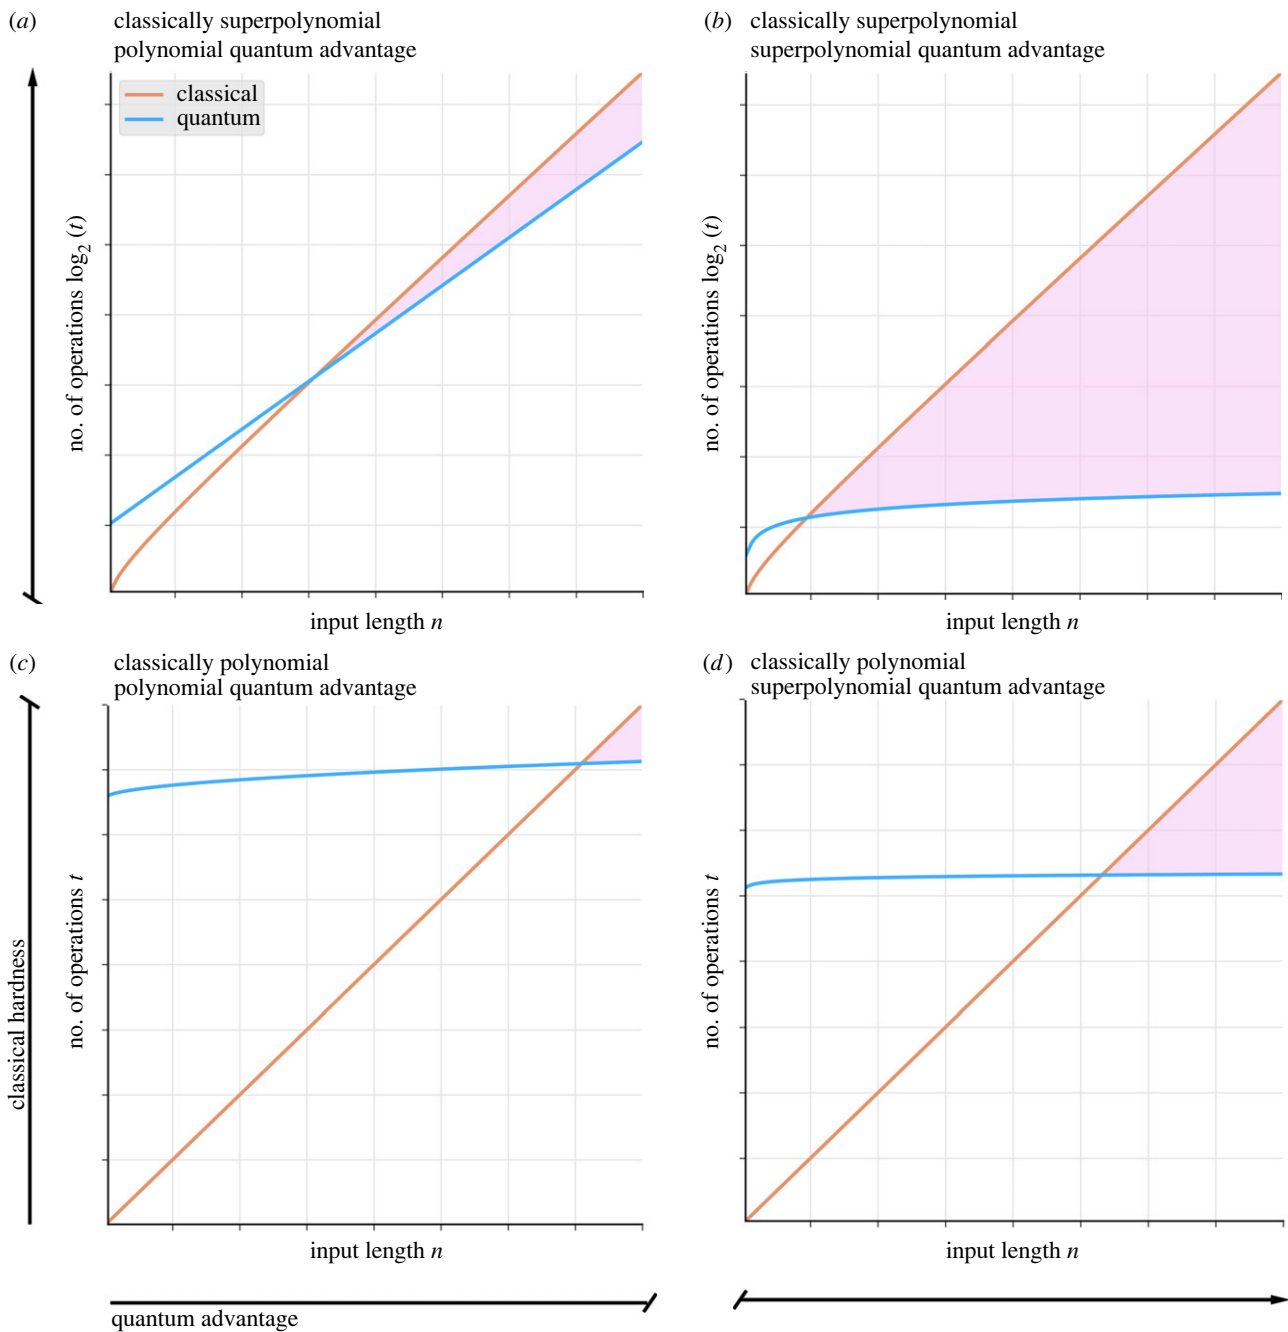 (a) classically superpolynomial
polynomial quantum advantage
classical
quantum
no. of operations log2 (t)
input length n
(b) classically superpolynomial
superpolynomial quantum advantage
no. of operations log2 (t)
input length n
(c) classically polynomial
polynomial quantum advantage
no. of operations t
input length n
(d) classically polynomial
superpolynomial quantum advantage
no. of operations t
input length n
classical hardness
quantum advantage